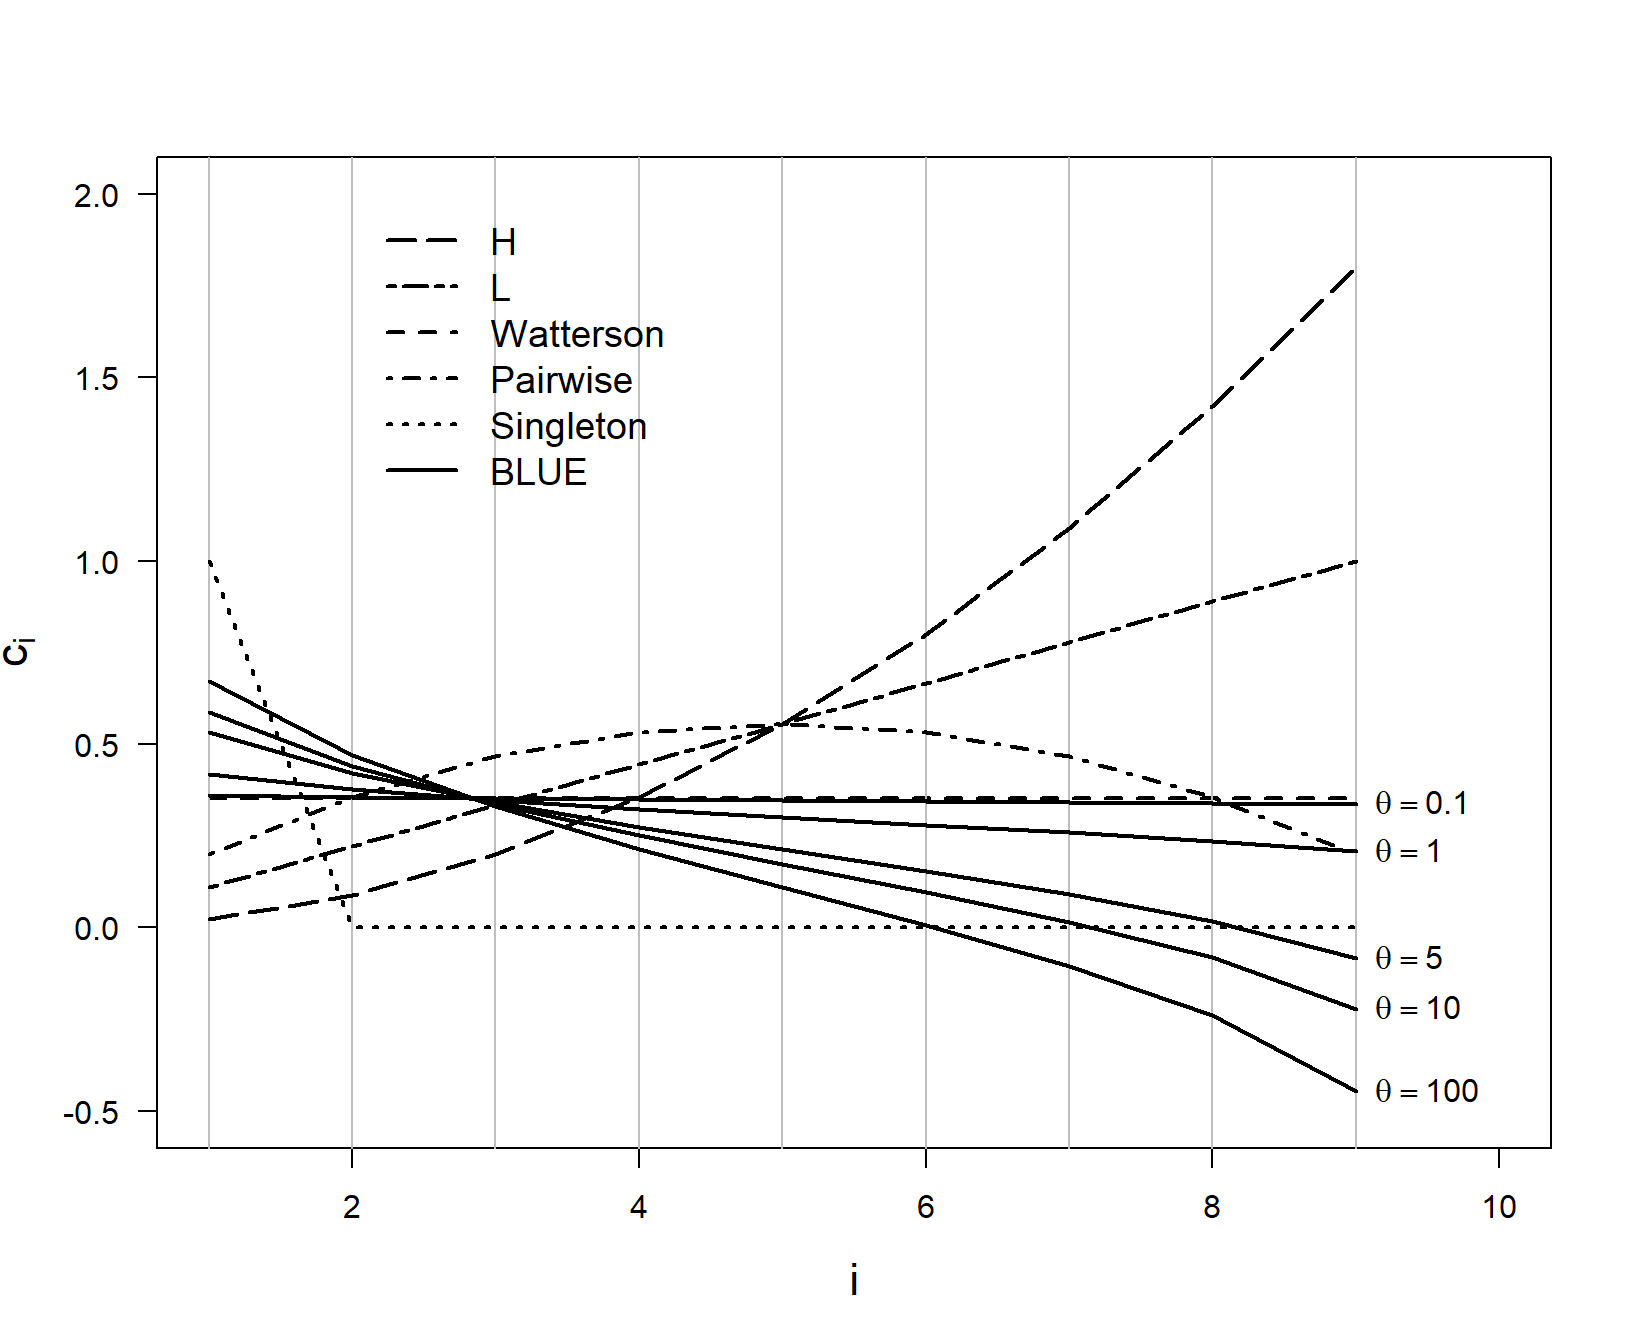 2.0
1.5
1.0
0.5
0.0
-0.5
ci
H
L
Watterson
Pairwise
Singleton
BLUE
θ = 0.1
θ = 1
θ = 5
θ = 10
θ = 100
2 4 6 8 10
i